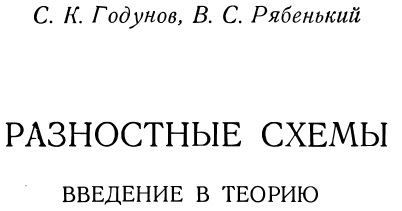 С. К. Годунов, В. С. Рябенький
РАЗНОСТНЫЕ СХЕМЫ
ВВЕДЕНИЕ В ТЕОРИЮ